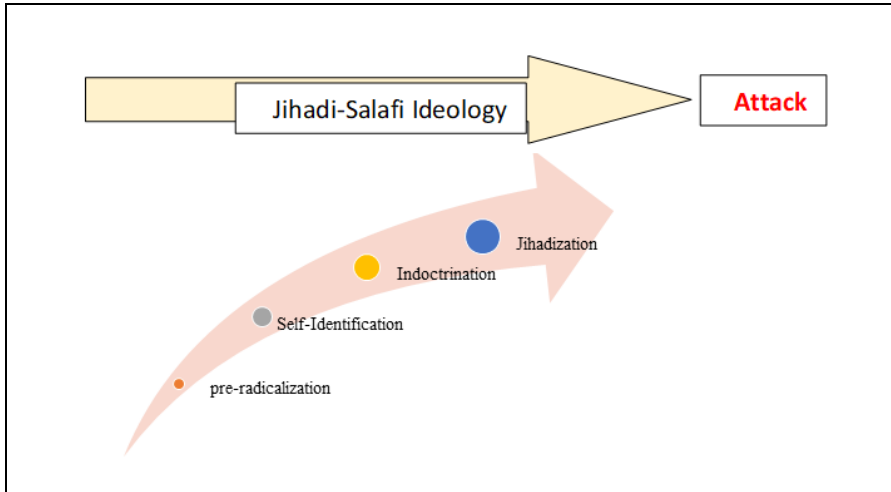 Jihadi-Salafi Ideology
Attack
Jihadization
Indoctrination
Self-Identification
pre-radicalization